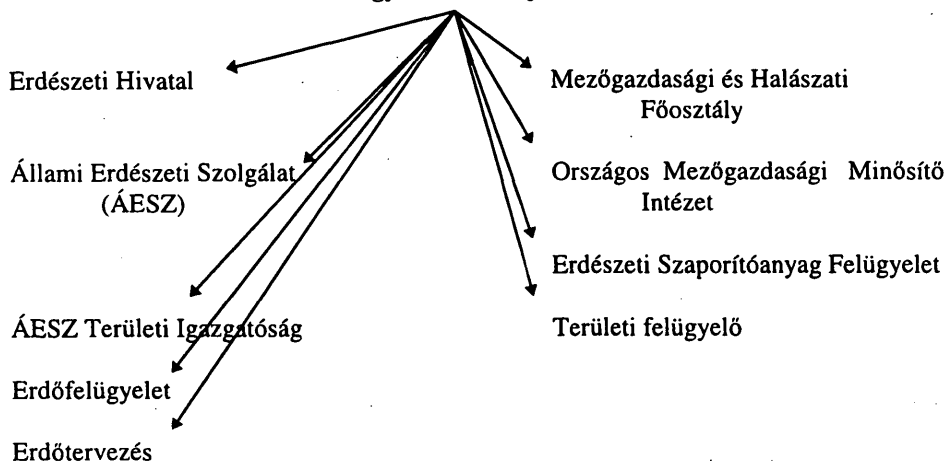 Erdészeti Hivatal
Állami Erdészeti Szolgálat
(ÁESZ)
ÁESZ Területi Igazgatóság
Erdőfelügyelet
Erdőtervezés
Mezőgazdasági és Halászati
Főosztály
Országos Mezőgazdasági Minősítő
Intézet
Erdészeti Szaporítóanyag Felügyelet
Területi felügyelő